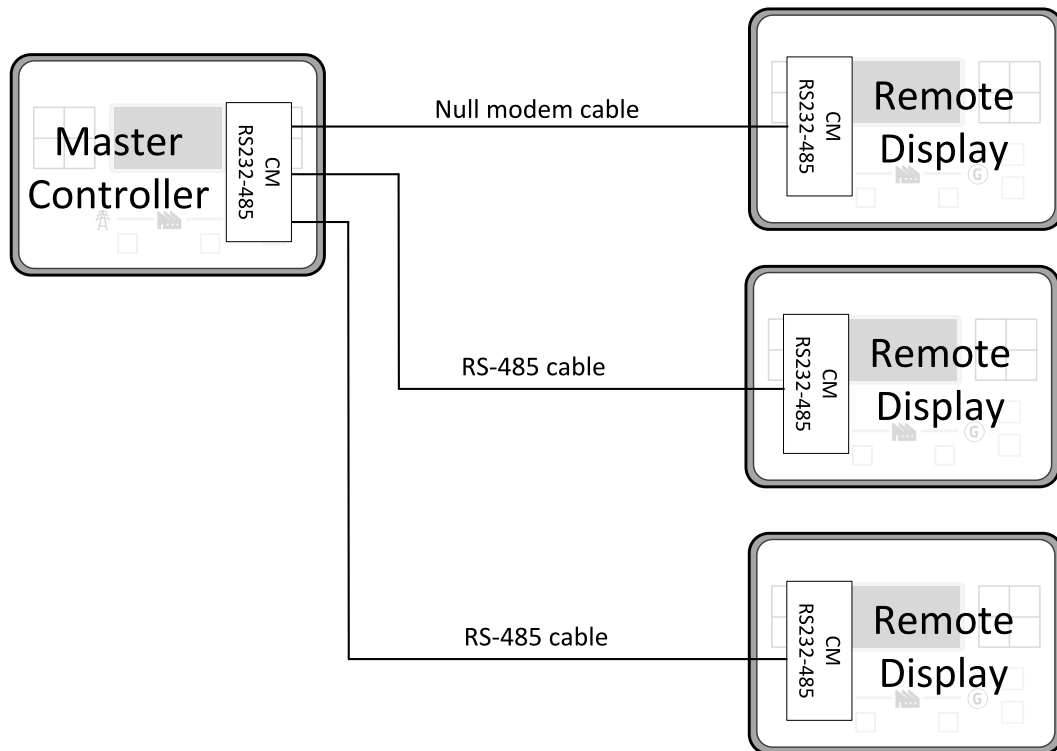 Master
Controller
CM
RS232-485
Null modem cable
CM
RS232-485
Remote
Display
G
RS-485 cable
CM
RS232-485
Remote
Display
G
RS-485 cable
CM
RS232-485
Remote
Display
G